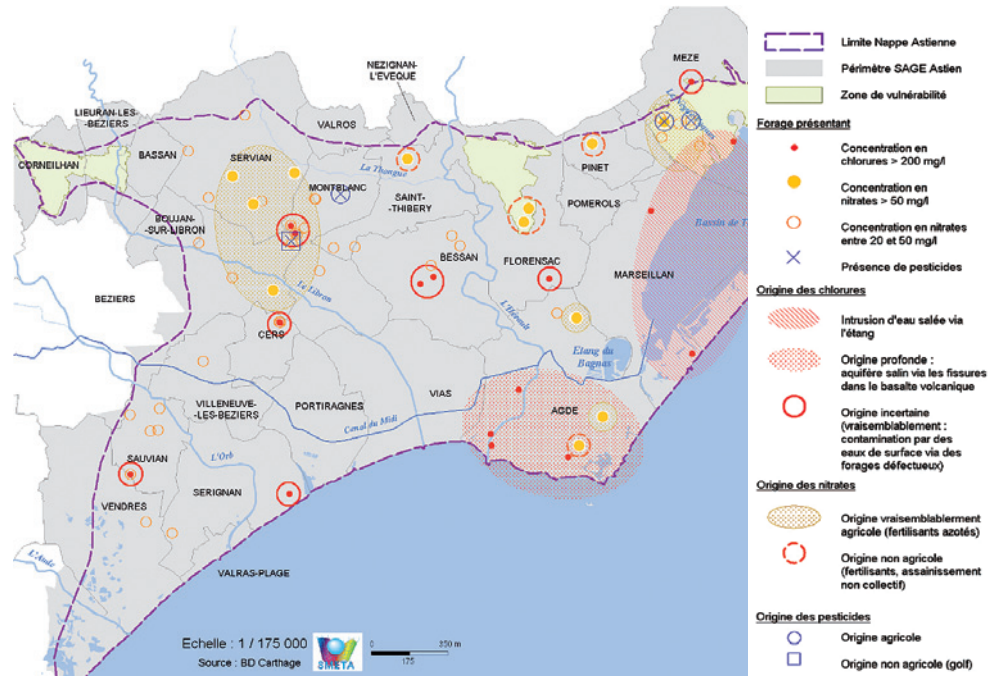 MEZE
NEZIGNAN-
L'EVEQUE
LIEURAN-LES-
-BEZIERS
VALROS
CORNEILHAN
BASSAN
SERVIAN
La Thongue
PINET
MONTBLANC
SAINT-
-THIBERY
POMEROLS
BOUJAN-
-SUR-LIBRON
BESSAN
FLORENSAC
MARSEILLAN
BEZIERS
Le Libron
L'Hérault
CERS
Etang du
Bagnas
VILLENEUVE-
-LES-BEZIERS
PORTIRAGNES
VIAS
AGDE
Canal du Midi
SAUVIAN
L'Orb
SERIGNAN
VENDRES
L'Aude
VALRAS-PLAGE
Echelle : 1 / 175 000
Source : BD Carthage
SMETA
0
350 m
175
Limite Nappe Astienne
Périmètre SAGE Astien
Zone de vulnérabilité
Forage présentant
Concentration en
chlorures > 200 mg/l
Concentration en
nitrates > 50 mg/l
Concentration en nitrates
entre 20 et 50 mg/l
Présence de pesticides
Origine des chlorures
Intrusion d'eau salée via
l'étang
Origine profonde :
aquifère salin via les fissures
dans le basalte volcanique
Origine incertaine
(vraisemblablement :
contamination par des
eaux de surface via des
forages défectueux)
Origine des nitrates
Origine vraisemblablerment
agricole (fertilisants azotés)
Origine non agricole
(fertilisants, assainissement
non collectif)
Origine des pesticides
Origine agricole
Origine non agricole (golf)
Bassin de T